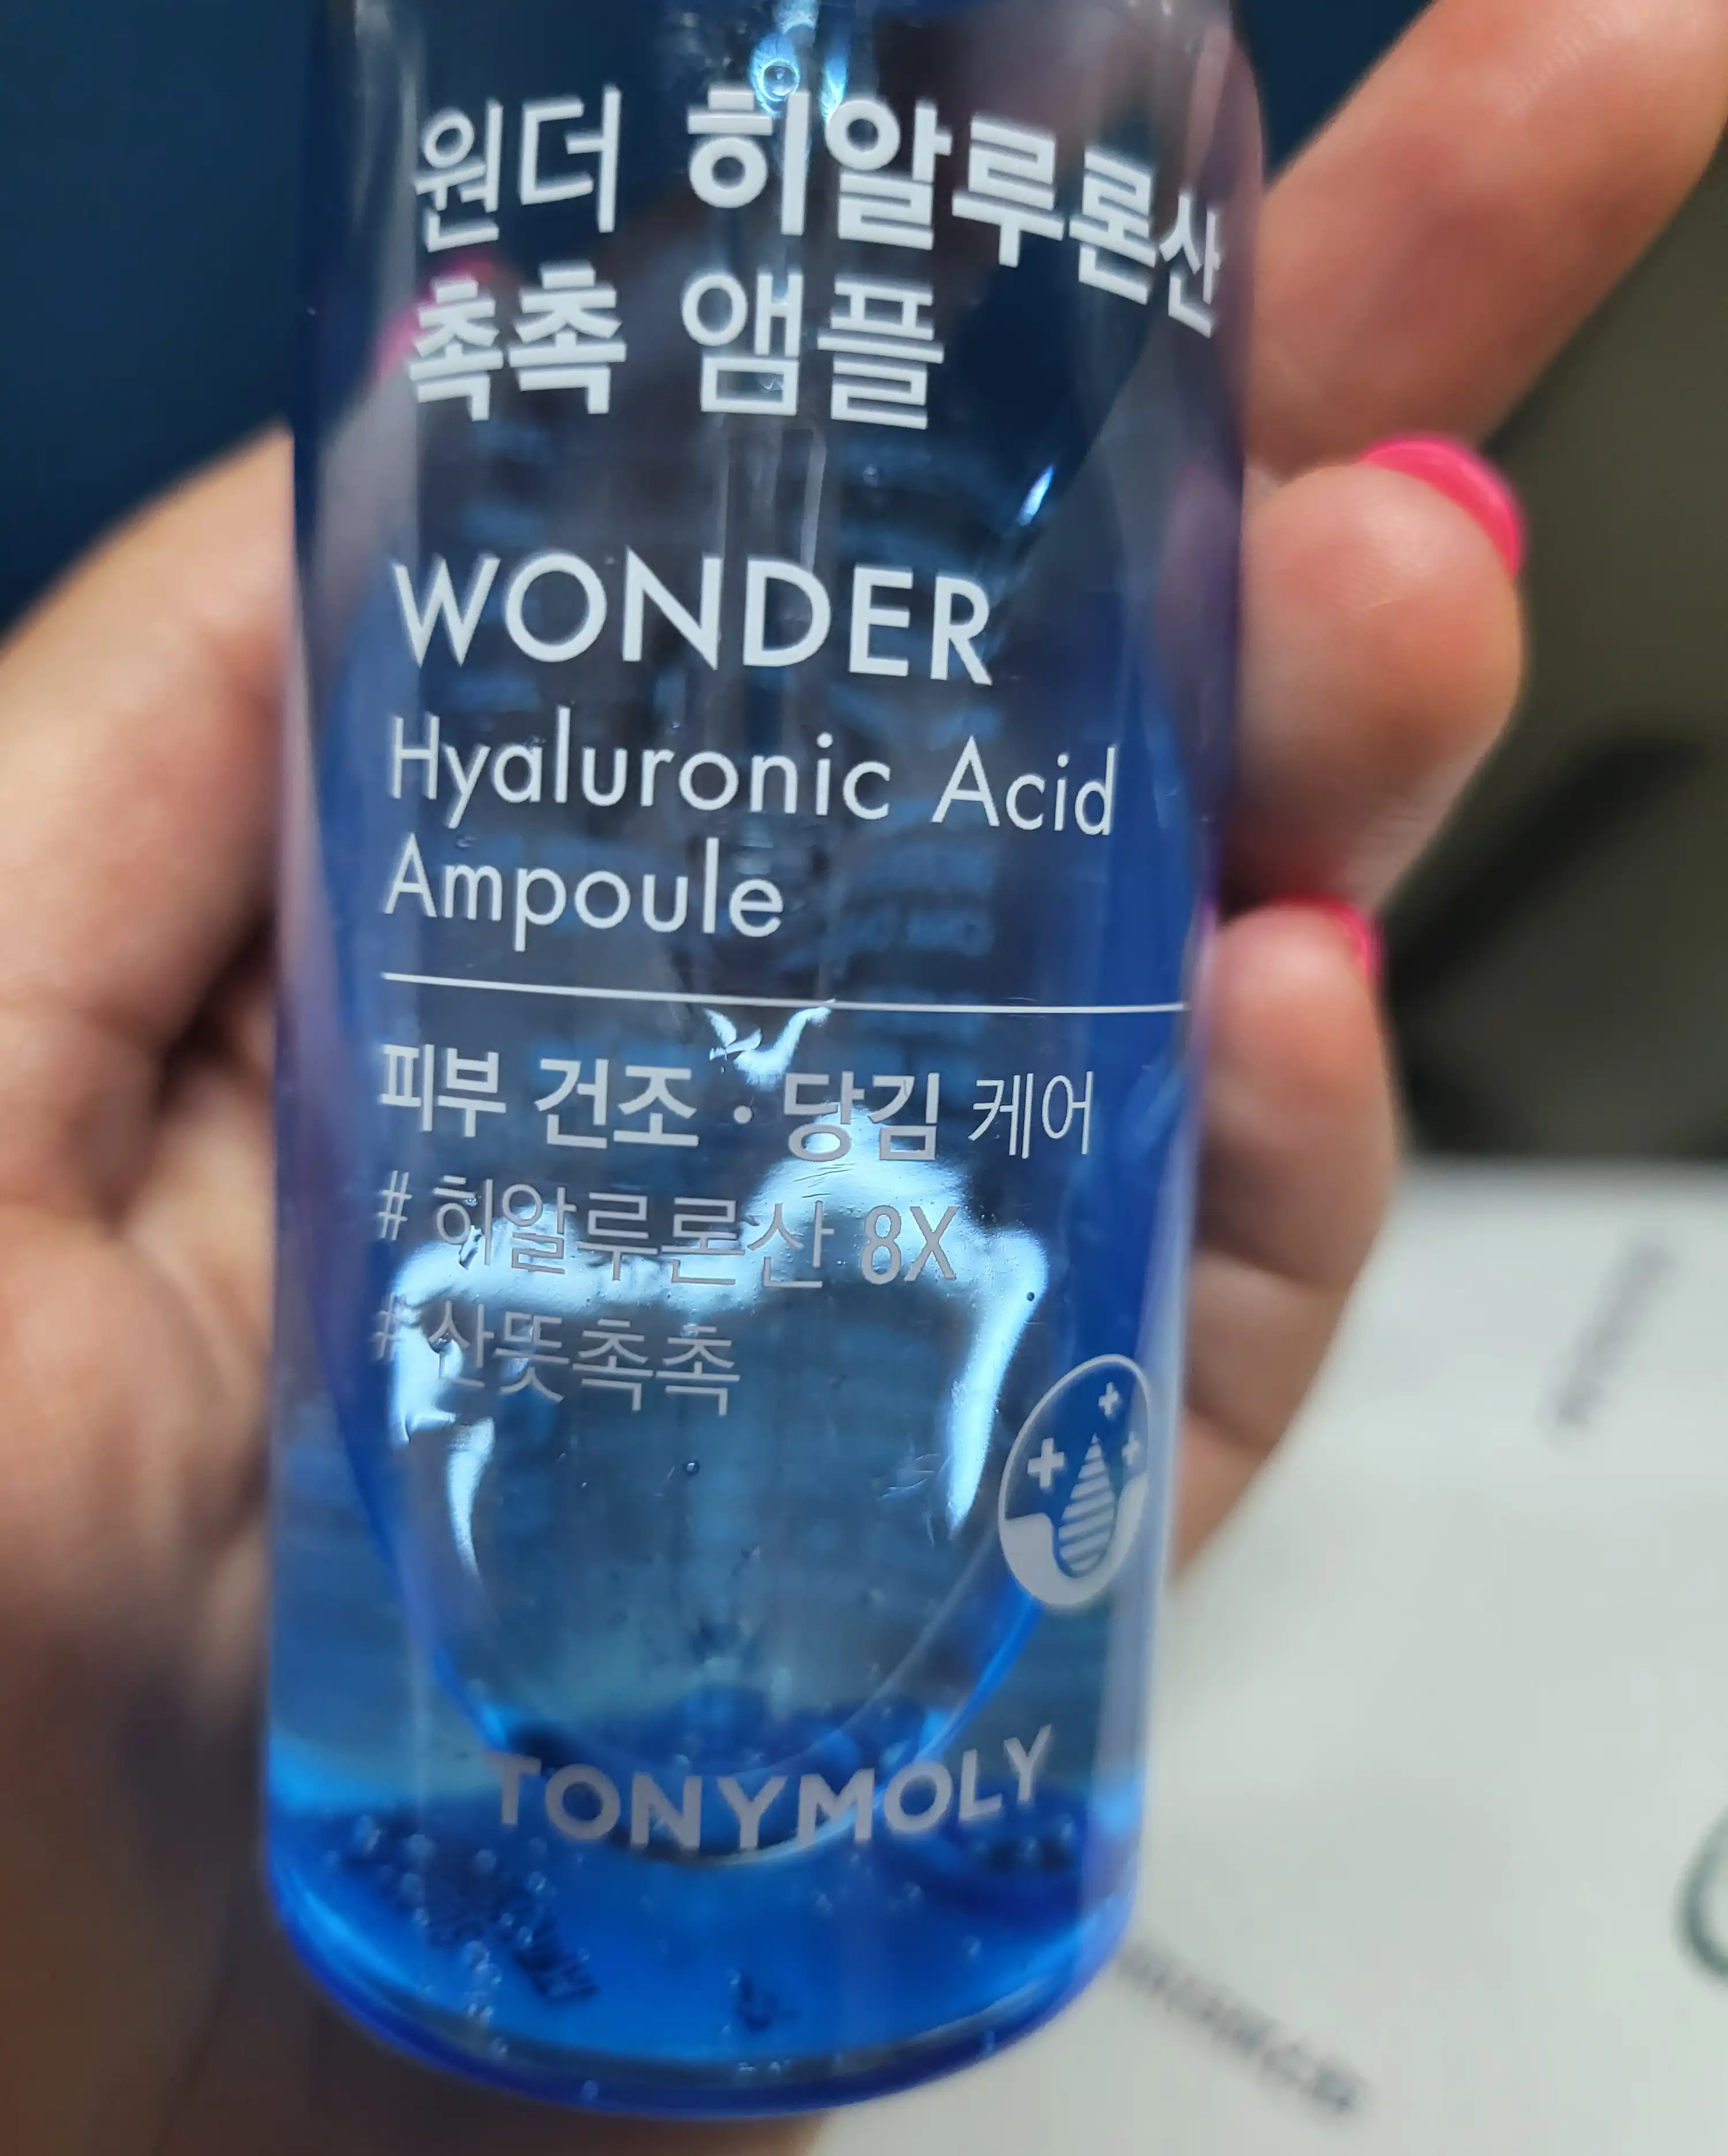 원더 히알루론산
촉촉 앰플
WONDER
Hyaluronic Acid
Ampoule
피부 건조 · 당김 케어
# 히알루론산 8X
# 산뜻촉촉
TONYMOLY